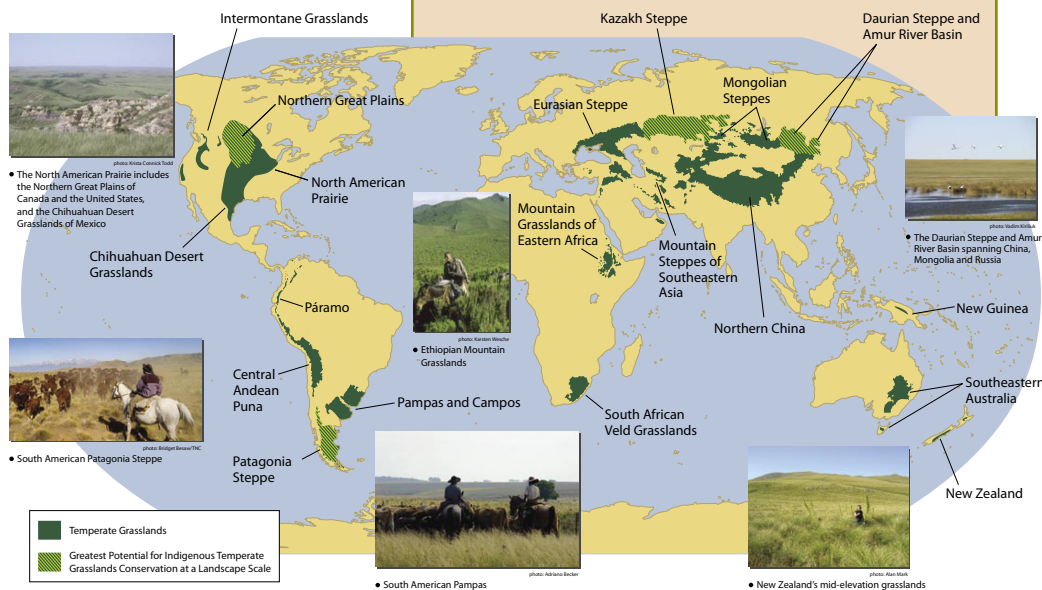 Intermontane Grasslands
Kazakh Steppe
Daurian Steppe and
Amur River Basin
Northern Great Plains
Eurasian Steppe
Mongolian
Steppes
photo: Krista Connick Todd
• The North American Prairie includes
the Northern Great Plains of
Canada and the United States,
and the Chihuahuan Desert
Grasslands of Mexico
North American
Prairie
Mountain
Grasslands of
Eastern Africa
photo: Vadim Kiriliuk
• The Daurian Steppe and Amur
River Basin spanning China,
Mongolia and Russia
Chihuahuan Desert
Grasslands
Mountain
Steppes of
Southeastern
Asia
Páramo
New Guinea
Northern China
photo: Karsten Wesche
• Ethiopian Mountain
Grasslands
Central
Andean
Puna
Pampas and Campos
South African
Veld Grasslands
Southeastern
Australia
photo: Bridget Besaw/TNC
• South American Patagonia Steppe
Patagonia
Steppe
New Zealand
Temperate Grasslands
Greatest Potential for Indigenous Temperate
Grasslands Conservation at a Landscape Scale
photo: Adriano Becker
• South American Pampas
photo: Alan Mark
• New Zealand's mid-elevation grasslands